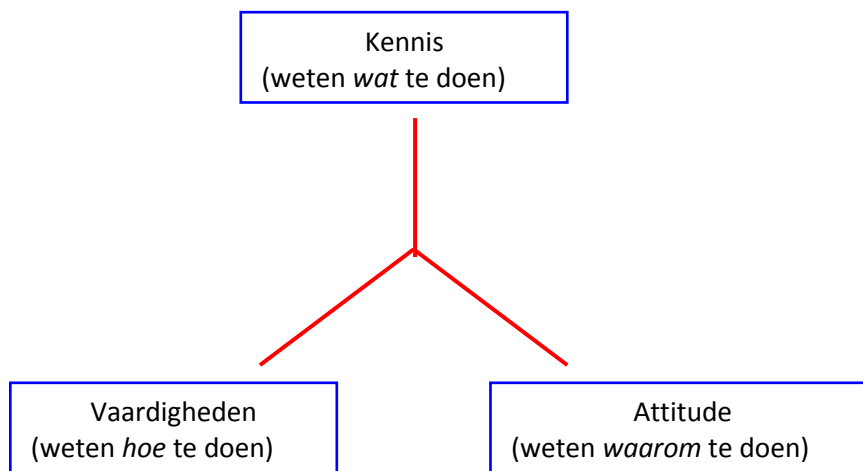 Kennis
(weten wat te doen)
Vaardigheden
(weten hoe te doen)
Attitude
(weten waarom te doen)